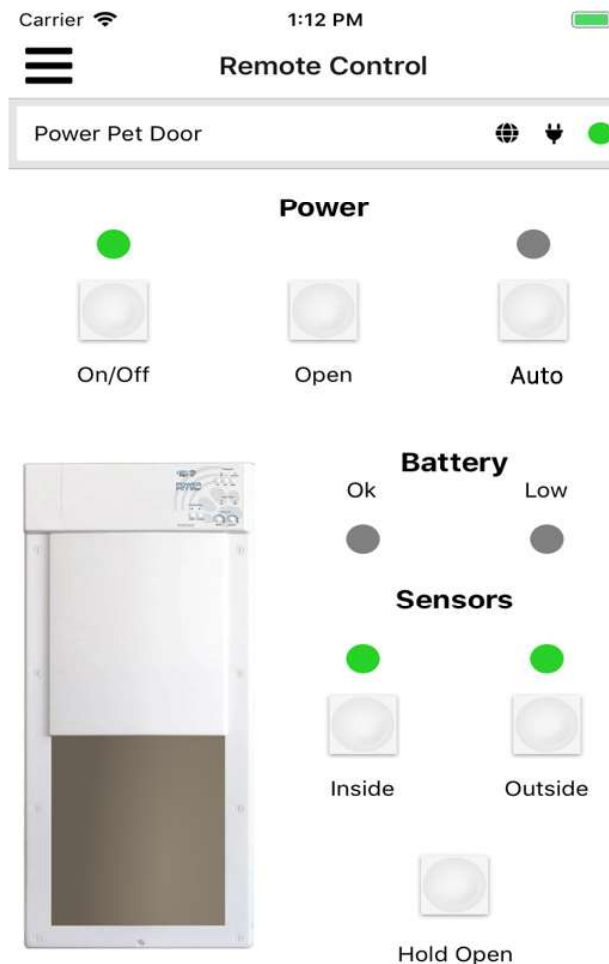 Carrier 1:12 PM
Remote Control
Power Pet Door
Power
On/Off Open Auto
Battery
Ok Low
Sensors
Inside Outside
Hold Open